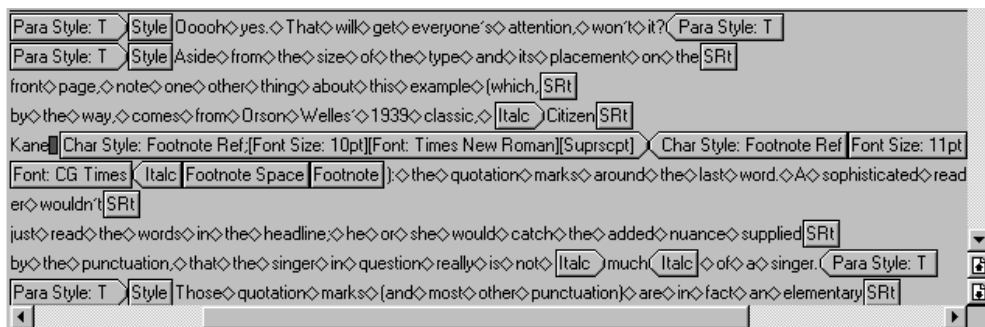 Para Style: T Style Ooooh◇yes.◇That◇will◇get◇everyone's◇attention,◇won't◇it? Para Style: T
Para Style: T Style Aside◇from◇the◇size◇of◇the◇type◇and◇its◇placement◇on◇the SRt
front◇page,◇note◇one◇other◇thing◇about◇this◇example◇(which, SRt
by◇the◇way,◇comes◇from◇Orson◇Welles'◇1939◇classic,◇ Italc Citizen SRt
Kane Char Style: Footnote Ref;[Font Size: 10pt][Font: Times New Roman][Suprscpt] Char Style: Footnote Ref Font Size: 11pt
Font: CG Times Italc Footnote Space Footnote ):◇the◇quotation◇marks◇around◇the◇last◇word.◇A◇sophisticated◇read
er◇wouldn't SRt
just◇read◇the◇words◇in◇the◇headline;◇he◇or◇she◇would◇catch◇the◇added◇nuance◇supplied SRt
by◇the◇punctuation,◇that◇the◇singer◇in◇question◇really◇is◇not◇ Italc much Italc ◇of◇a◇singer. Para Style: T
Para Style: T Style Those◇quotation◇marks◇(and◇most◇other◇punctuation)◇are◇in◇fact◇an◇elementary SRt